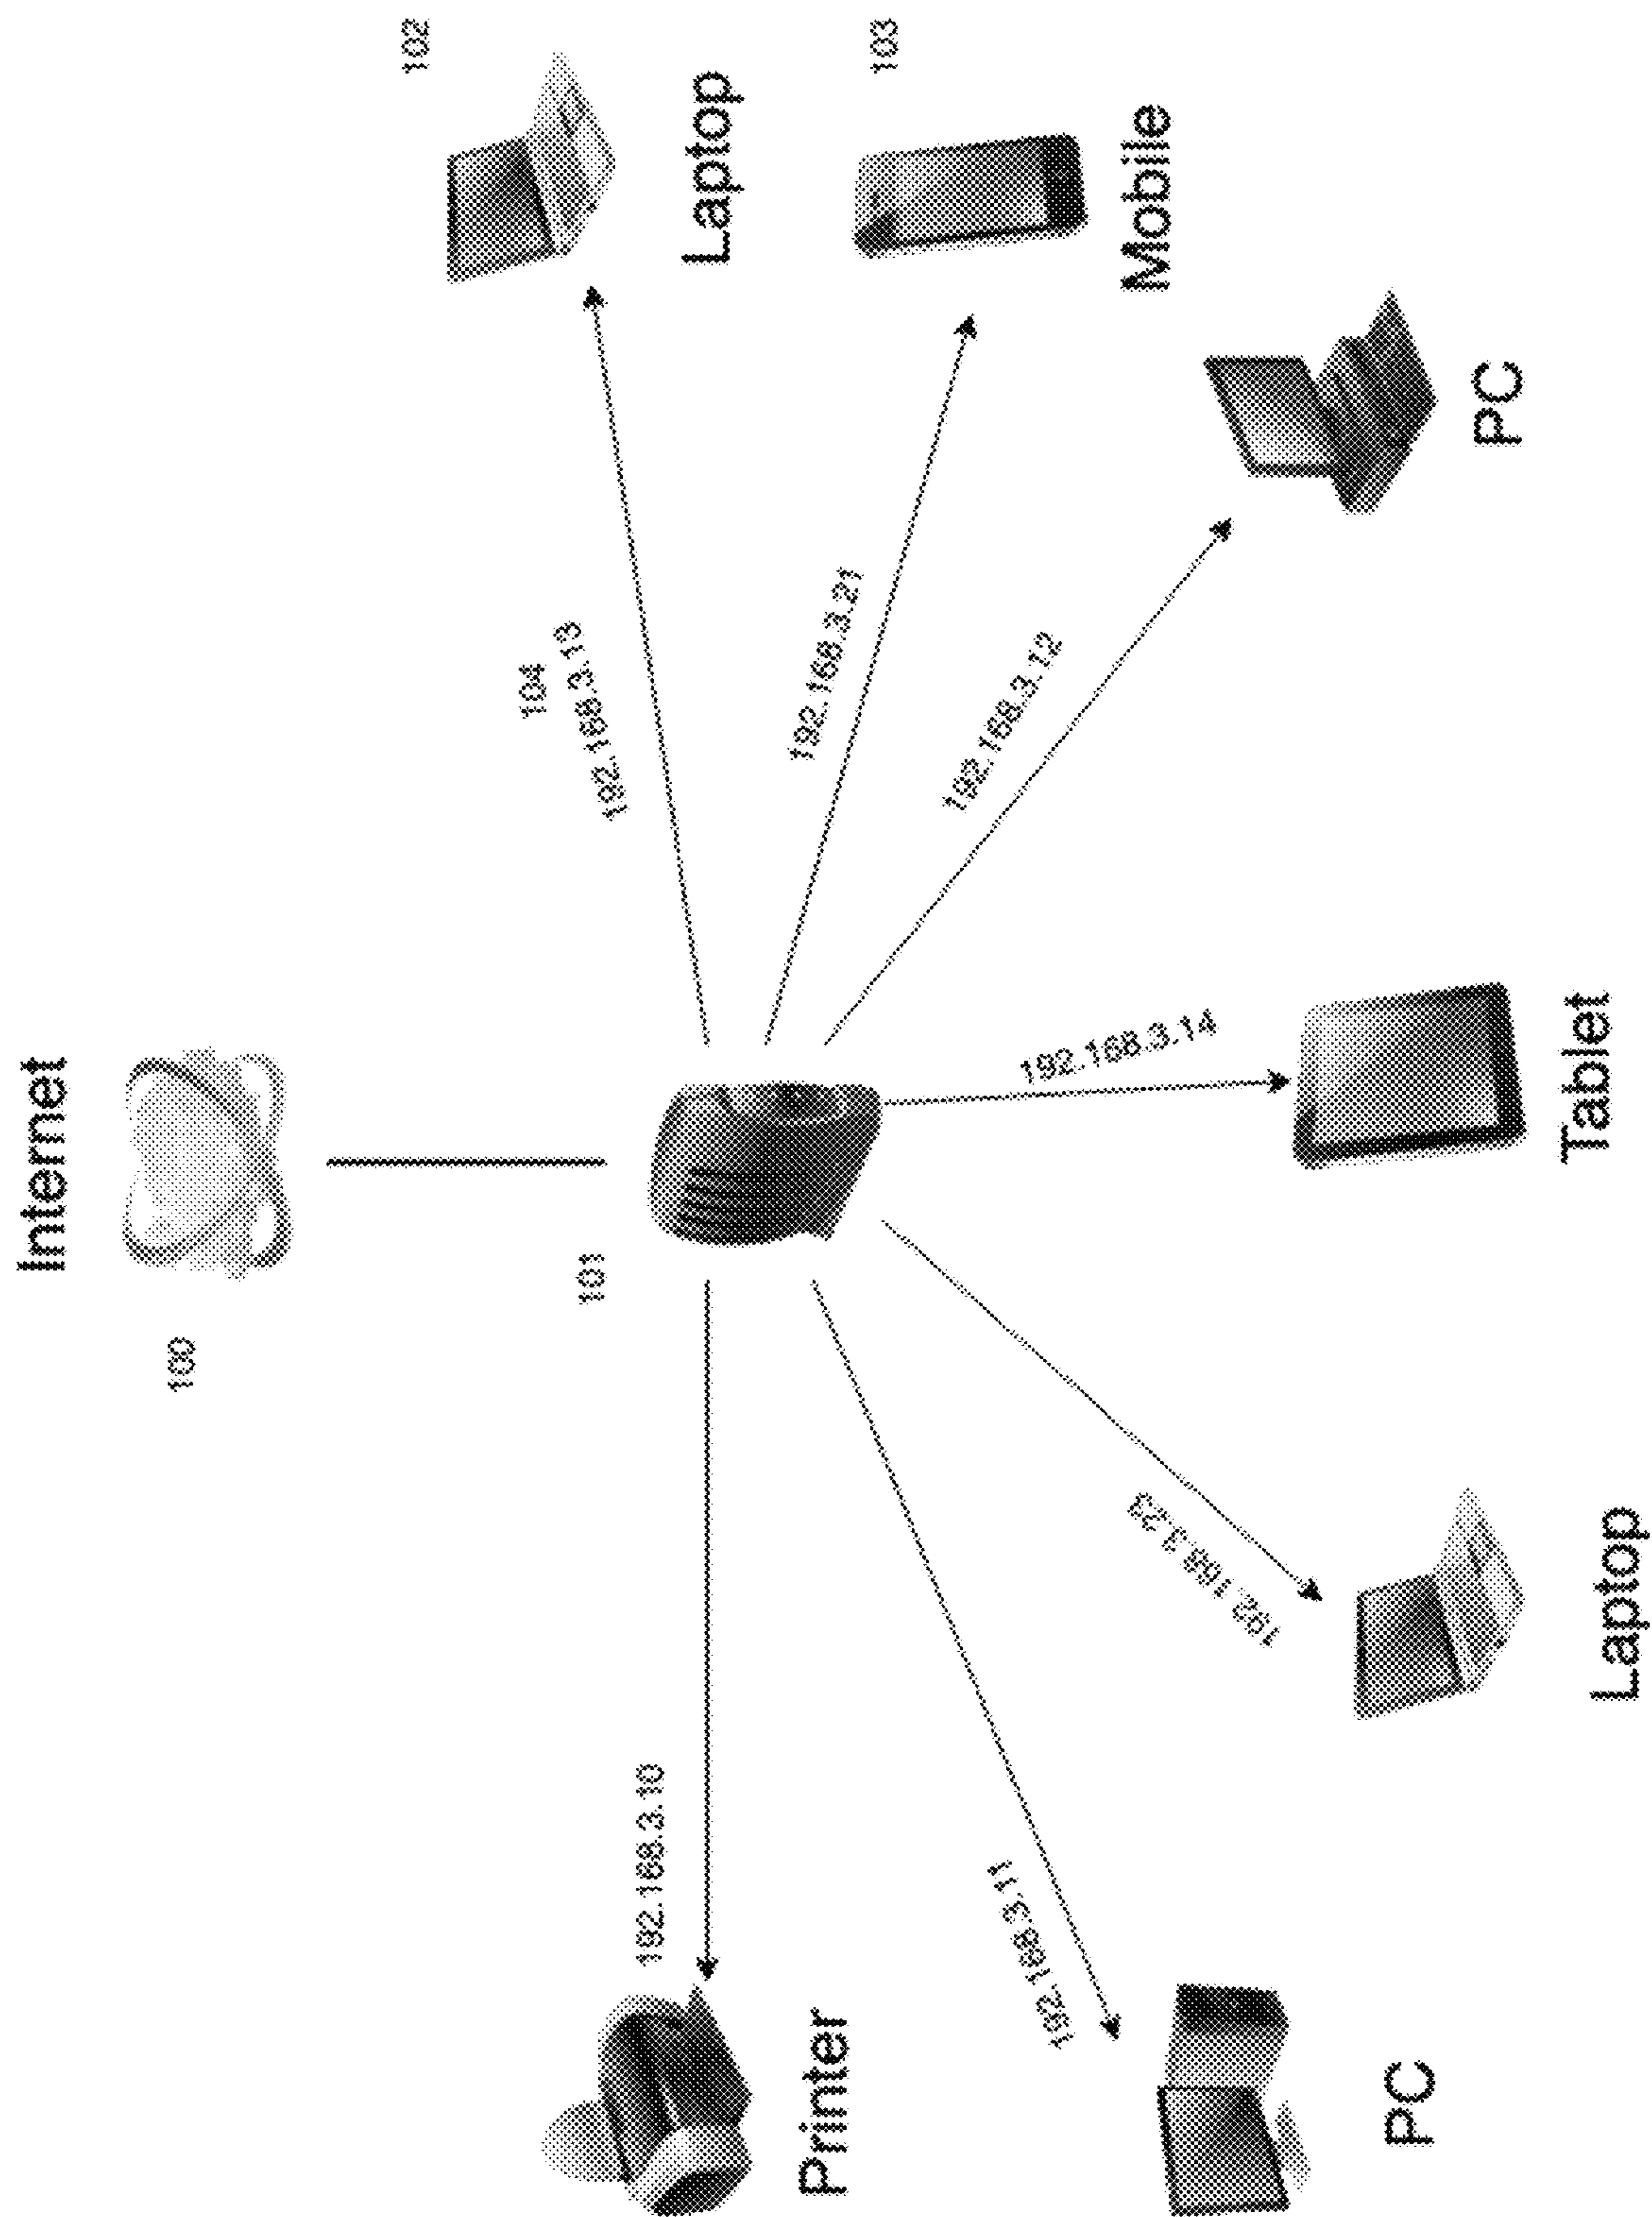 Internet
100
102
104
101
192.168.3.13
192.168.3.10
Laptop
Printer
192.168.3.21
103
192.168.3.12
192.168.3.11
192.168.3.14
Mobile
192.168.3.23
PC
PC
Tablet
Laptop